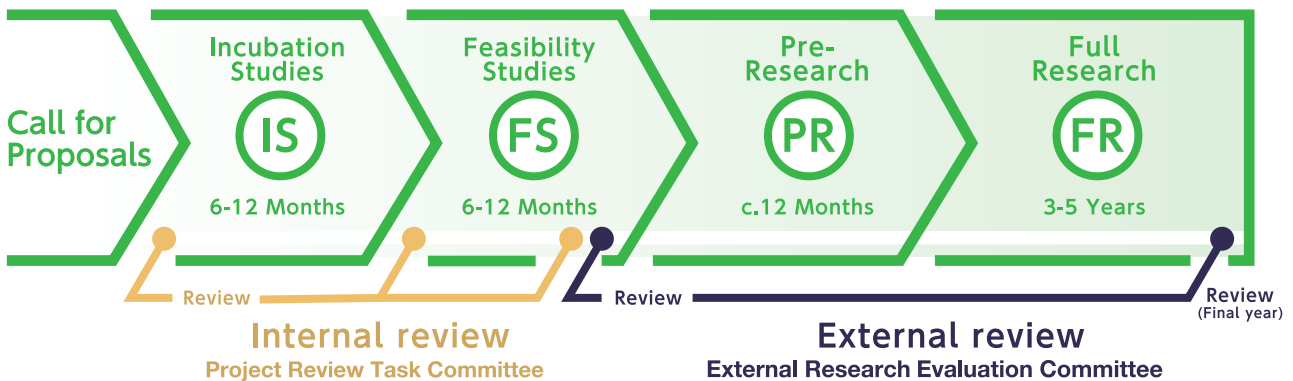 Call for
Proposals
Incubation
Studies
IS
6-12 Months
Feasibility
Studies
FS
6-12 Months
Pre-
Research
PR
c.12 Months
Full
Research
FR
3-5 Years
Review
Internal review
Project Review Task Committee
Review
External review
External Research Evaluation Committee
Review
(Final year)